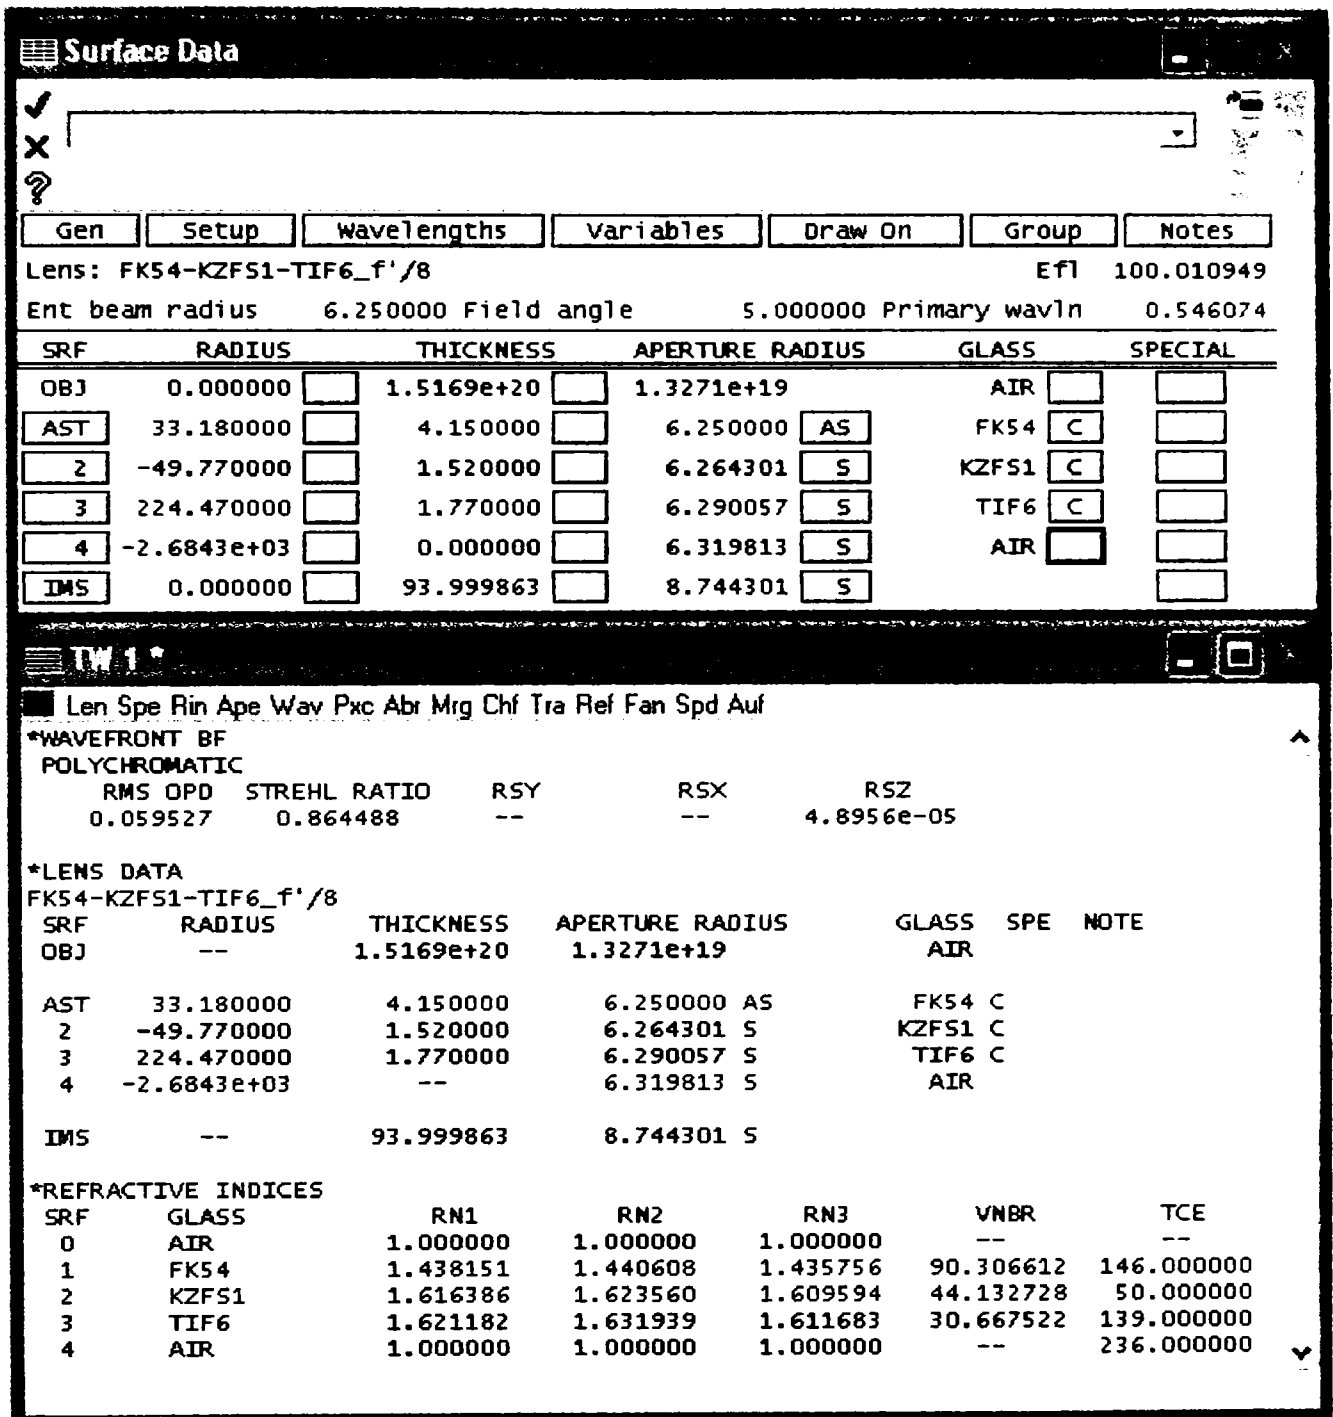 Surface Data
Gen Setup Wavelengths Variables Draw On Group Notes
Lens: FK54-KZFS1-TIF6_f'/8 Efl 100.010949
Ent beam radius 6.250000 Field angle 5.000000 Primary wavln 0.546074
SRF RADIUS THICKNESS APERTURE RADIUS GLASS SPECIAL
OBJ 0.000000 1.5169e+20 1.3271e+19 AIR
AST 33.180000 4.150000 6.250000 AS FK54 C
2 -49.770000 1.520000 6.264301 S KZFS1 C
3 224.470000 1.770000 6.290057 S TIF6 C
4 -2.6843e+03 0.000000 6.319813 S AIR
IMS 0.000000 93.999863 8.744301 S
TW 1 *
Len Spe Rin Ape Wav Pxc Abr Mrg Chf Tra Ref Fan Spd Auf
*WAVEFRONT BF
POLYCHROMATIC
RMS OPD STREHL RATIO RSY RSX RSZ
0.059527 0.864488 -- -- 4.8956e-05
*LENS DATA
FK54-KZFS1-TIF6_f'/8
SRF RADIUS THICKNESS APERTURE RADIUS GLASS SPE NOTE
OBJ -- 1.5169e+20 1.3271e+19 AIR
AST 33.180000 4.150000 6.250000 AS FK54 C
2 -49.770000 1.520000 6.264301 S KZFS1 C
3 224.470000 1.770000 6.290057 S TIF6 C
4 -2.6843e+03 -- 6.319813 S AIR
IMS -- 93.999863 8.744301 S
*REFRACTIVE INDICES
SRF GLASS RN1 RN2 RN3 VNBR TCE
0 AIR 1.000000 1.000000 1.000000 -- --
1 FK54 1.438151 1.440608 1.435756 90.306612 146.000000
2 KZFS1 1.616386 1.623560 1.609594 44.132728 50.000000
3 TIF6 1.621182 1.631939 1.611683 30.667522 139.000000
4 AIR 1.000000 1.000000 1.000000 -- 236.000000